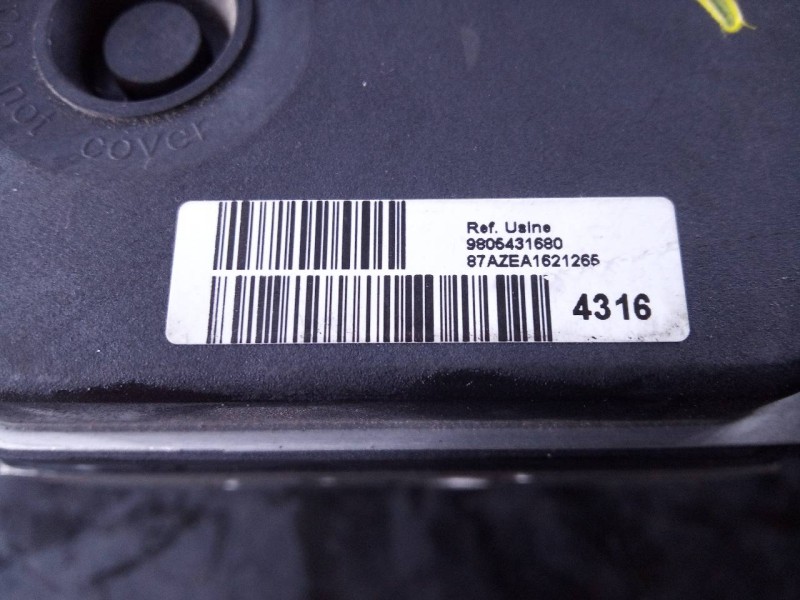 not cover
Ref. Usine
9806431680
87AZEA1621265
4316